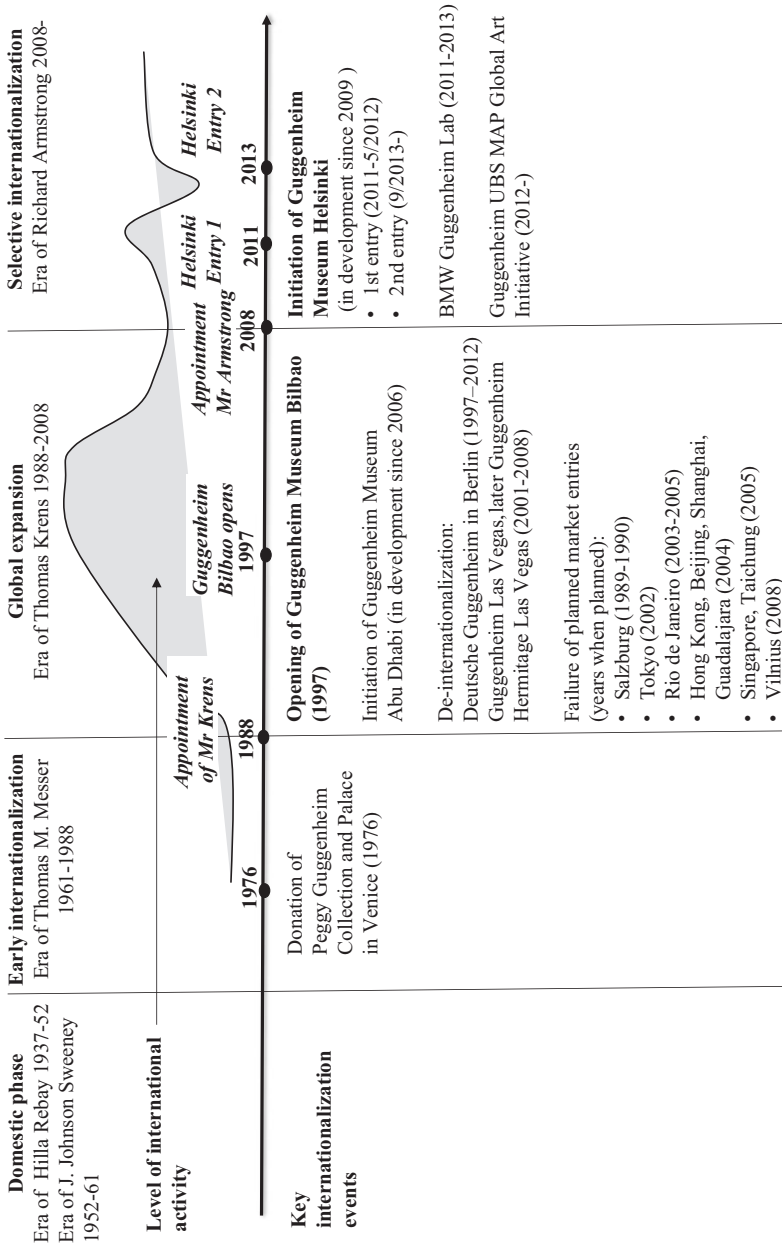 Domestic phase
Era of Hilla Rebay 1937-52
Era of J. Johnson Sweeney
1952-61
Early internationalization
Era of Thomas M. Messer
1961-1988
Global expansion
Era of Thomas Krens 1988-2008
Selective internationalization
Era of Richard Armstrong 2008-
Level of international
activity
Appointment
of Mr Krens
Guggenheim
Bilbao opens
Appointment
Mr Armstrong
Helsinki
Entry 1
Helsinki
Entry 2
1976
1988
1997
2008
2011
2013
Key
internationalization
events
Donation of
Peggy Guggenheim
Collection and Palace
in Venice (1976)
Opening of Guggenheim Museum Bilbao
(1997)
Initiation of Guggenheim Museum
Abu Dhabi (in development since 2006)
De-internationalization:
Deutsche Guggenheim in Berlin (1997–2012)
Guggenheim Las Vegas, later Guggenheim
Hermitage Las Vegas (2001-2008)
Failure of planned market entries
(years when planned):
• Salzburg (1989-1990)
• Tokyo (2002)
• Rio de Janeiro (2003-2005)
• Hong Kong, Beijing, Shanghai,
Guadalajara (2004)
• Singapore, Taichung (2005)
• Vilnius (2008)
Initiation of Guggenheim
Museum Helsinki
(in development since 2009 )
• 1st entry (2011-5/2012)
• 2nd entry (9/2013-)
BMW Guggenheim Lab (2011-2013)
Guggenheim UBS MAP Global Art
Initiative (2012-)